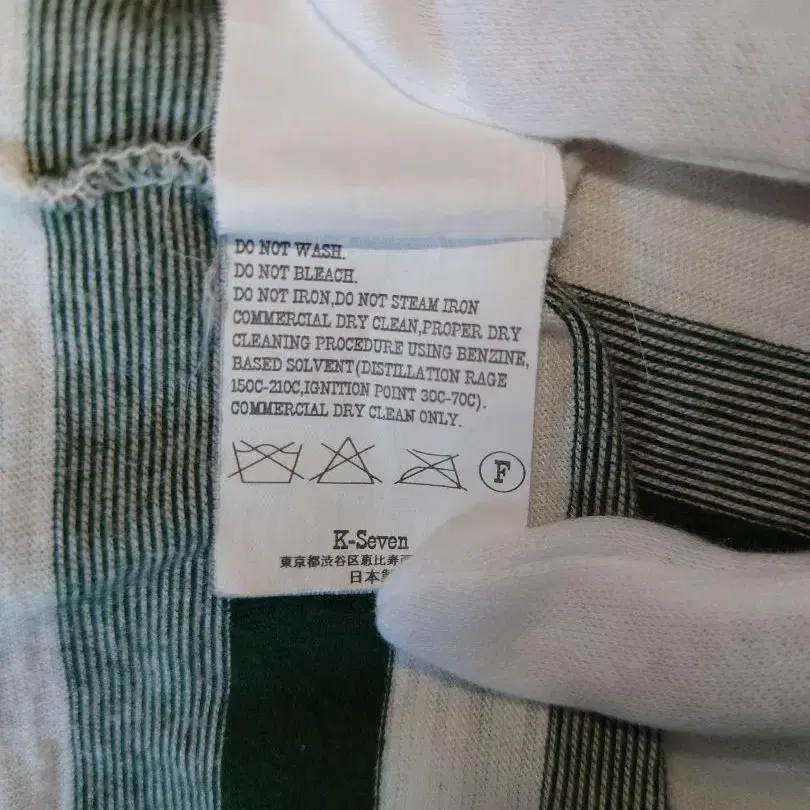 DO NOT WASH.
DO NOT BLEACH.
DO NOT IRON,DO NOT STEAM IRON
COMMERCIAL DRY CLEAN,PROPER DRY
CLEANING PROCEDURE USING BENZINE,
BASED SOLVENT(DISTILLATION RAGE
150C-210C,IGNITION POINT 30C-70C).
COMMERCIAL DRY CLEAN ONLY.
F
K-Seven
東京都渋谷区恵比寿
日本